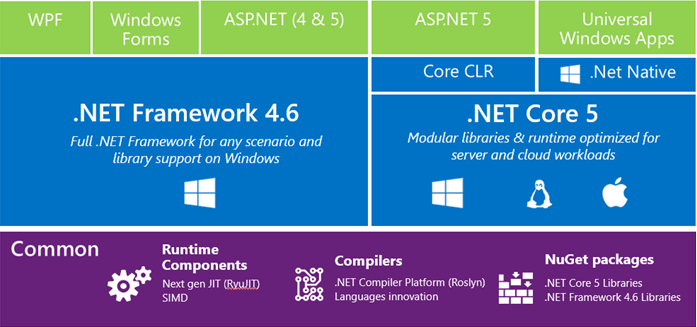 WPF
Windows
Forms
ASP.NET (4 & 5)
ASP.NET 5
Universal
Windows Apps
Core CLR
.Net Native
.NET Framework 4.6
Full .NET Framework for any scenario and
library support on Windows
.NET Core 5
Modular libraries & runtime optimized for
server and cloud workloads
Common
Runtime
Components
Next gen JIT (RyuJIT)
SIMD
Compilers
.NET Compiler Platform (Roslyn)
Languages innovation
NuGet packages
.NET Core 5 Libraries
.NET Framework 4.6 Libraries